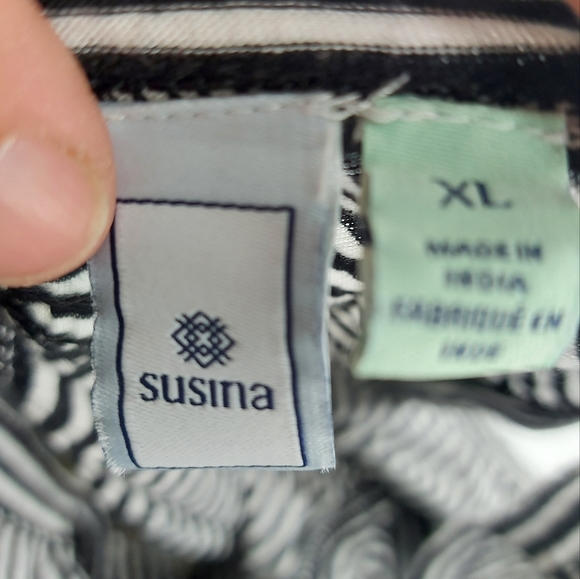 susina
XL
MADE IN
INDIA
FABRIQUÉ EN
INDE